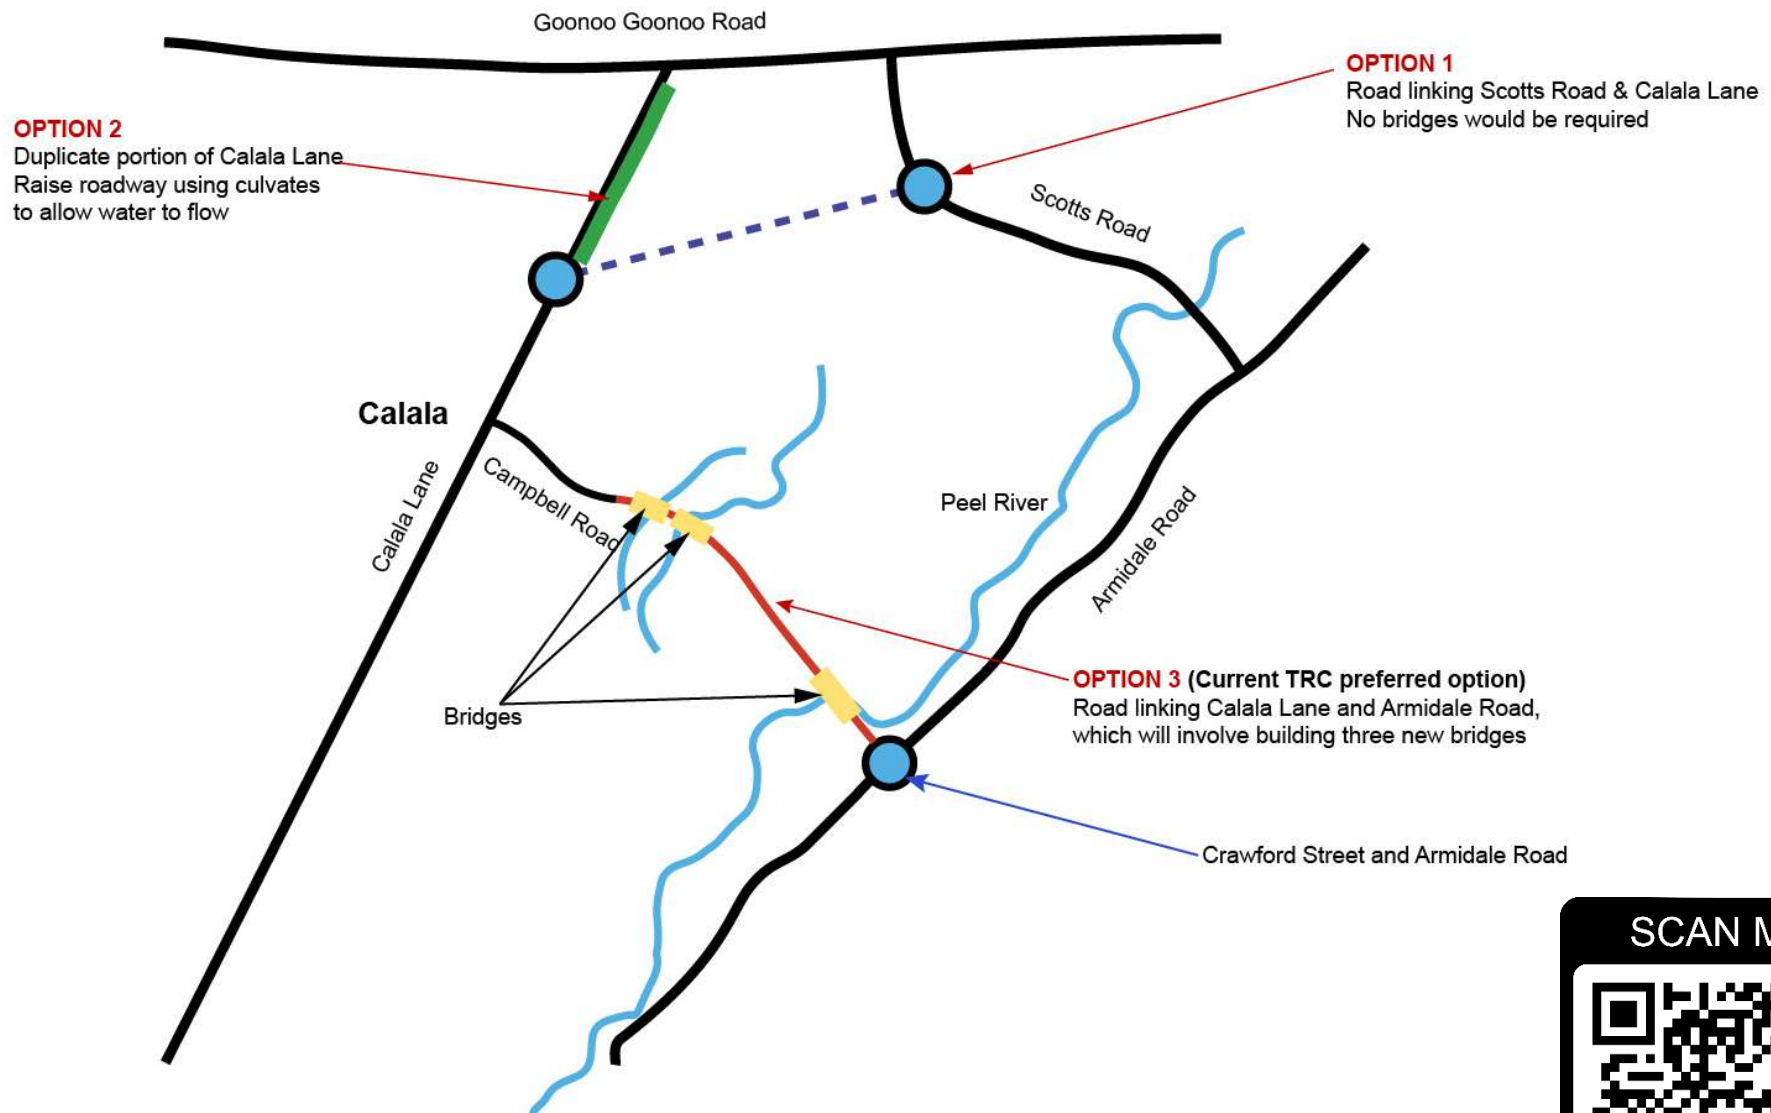 Goonoo Goonoo Road
OPTION 1
Road linking Scotts Road & Calala Lane
No bridges would be required
OPTION 2
Duplicate portion of Calala Lane
Raise roadway using culvates
to allow water to flow
Scotts Road
Calala
Calala Lane
Campbell Road
Peel River
Armidale Road
Bridges
OPTION 3 (Current TRC preferred option)
Road linking Calala Lane and Armidale Road,
which will involve building three new bridges
Crawford Street and Armidale Road
SCAN M